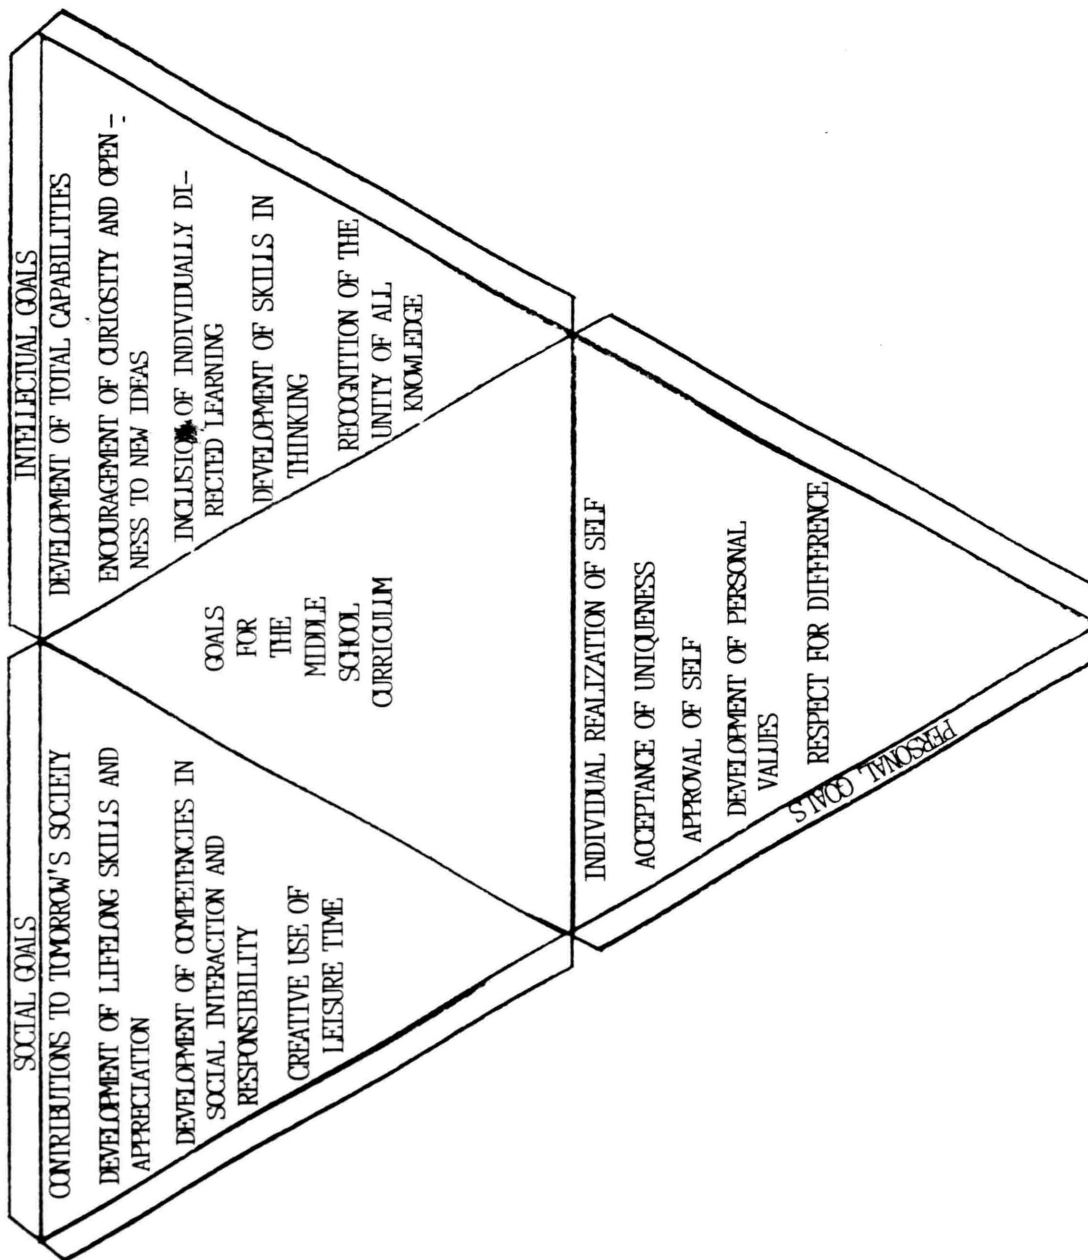 SOCIAL GOALS
CONTRIBUTIONS TO TOMORROW'S SOCIETY
DEVELOPMENT OF LIFELONG SKILLS AND
APPRECIATION
DEVELOPMENT OF COMPETENCIES IN
SOCIAL INTERACTION AND
RESPONSIBILITY
CREATIVE USE OF
LEISURE TIME
GOALS
FOR
THE
MIDDLE
SCHOOL
CURRICULUM
INTELLECTUAL GOALS
DEVELOPMENT OF TOTAL CAPABILITIES
ENCOURAGEMENT OF CURIOSITY AND OPEN-
NESS TO NEW IDEAS
INCLUSION OF INDIVIDUALLY DI-
RECTED LEARNING
DEVELOPMENT OF SKILLS IN
THINKING
RECOGNITION OF THE
UNITY OF ALL
KNOWLEDGE
INDIVIDUAL REALIZATION OF SELF
ACCEPTANCE OF UNIQUENESS
APPROVAL OF SELF
DEVELOPMENT OF PERSONAL
VALUES
RESPECT FOR DIFFERENCE
PERSONAL GOALS